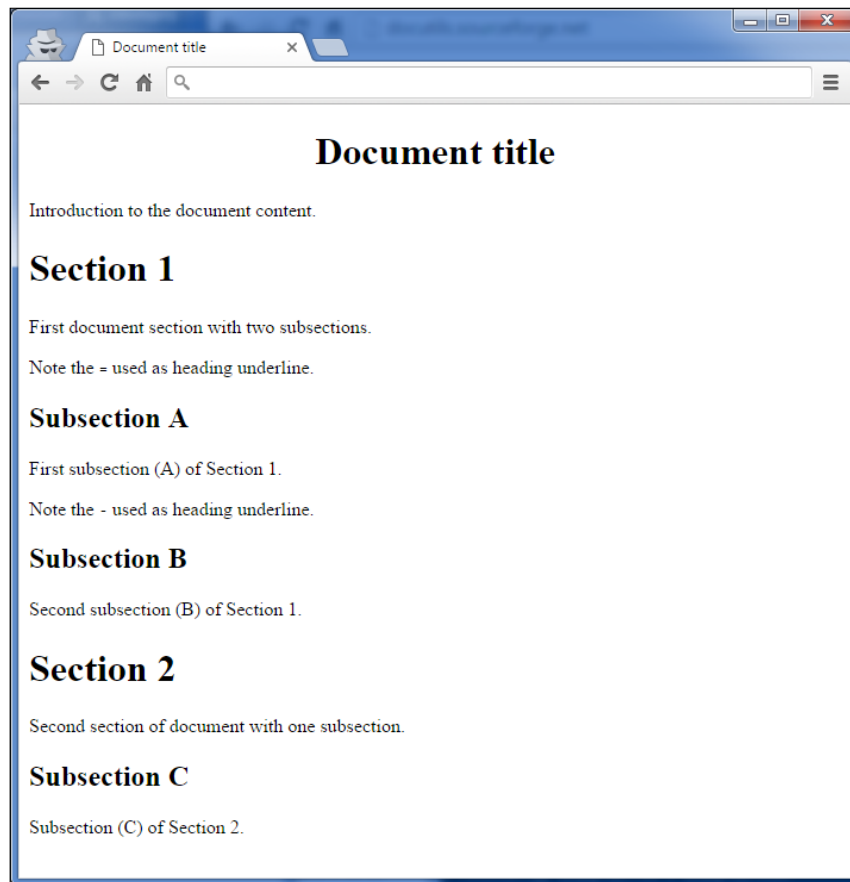 Document title
Document title
Introduction to the document content.
Section 1
First document section with two subsections.
Note the = used as heading underline.
Subsection A
First subsection (A) of Section 1.
Note the - used as heading underline.
Subsection B
Second subsection (B) of Section 1.
Section 2
Second section of document with one subsection.
Subsection C
Subsection (C) of Section 2.